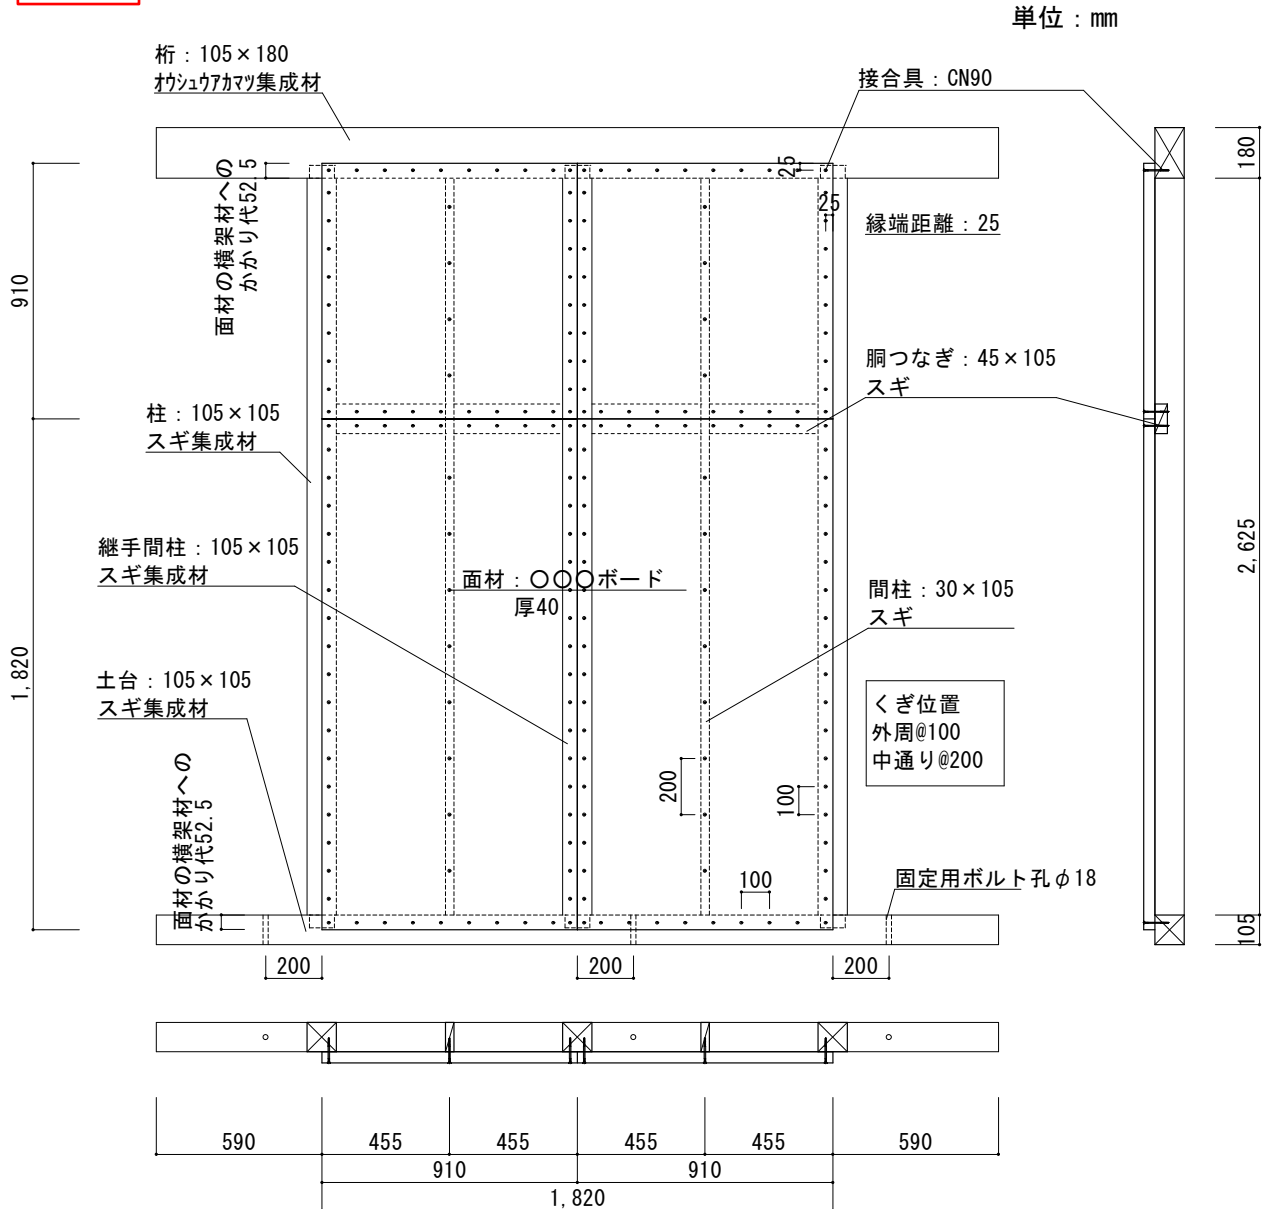 単位：mm
桁：105×180
オウシュウアカマツ集成材
接合具：CN90
180
面材の横架材への
かかり代52.5
25
25
縁端距離：25
910
胴つなぎ：45×105
スギ
柱：105×105
スギ集成材
2,625
継手間柱：105×105
スギ集成材
面材：〇〇〇ボード
厚40
間柱：30×105
スギ
1,820
土台：105×105
スギ集成材
くぎ位置
外周@100
中通り@200
200
100
面材の横架材への
かかり代52.5
100
固定用ボルト孔φ18
105
200
200
200
590
455
455
455
455
590
910
910
1,820